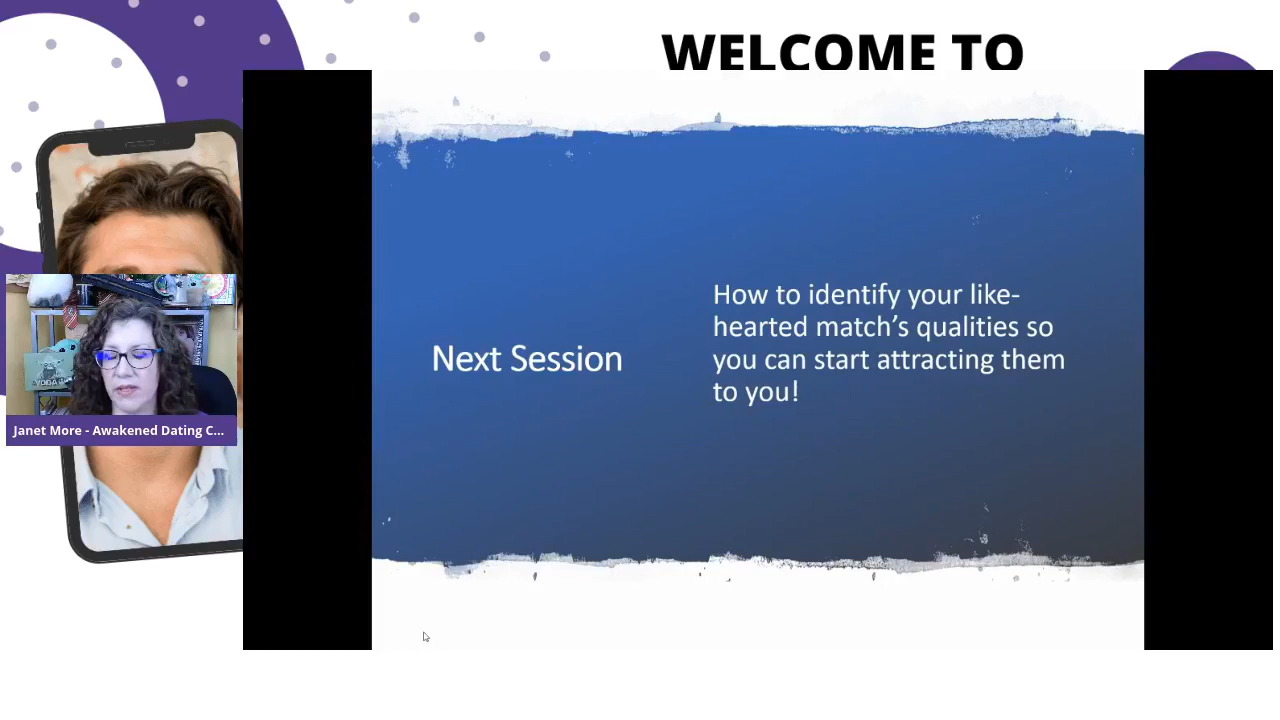 WELCOME TO
How to identify your like-
hearted match's qualities so
you can start attracting them
to you!
Next Session
YODA
Janet More - Awakened Dating C...